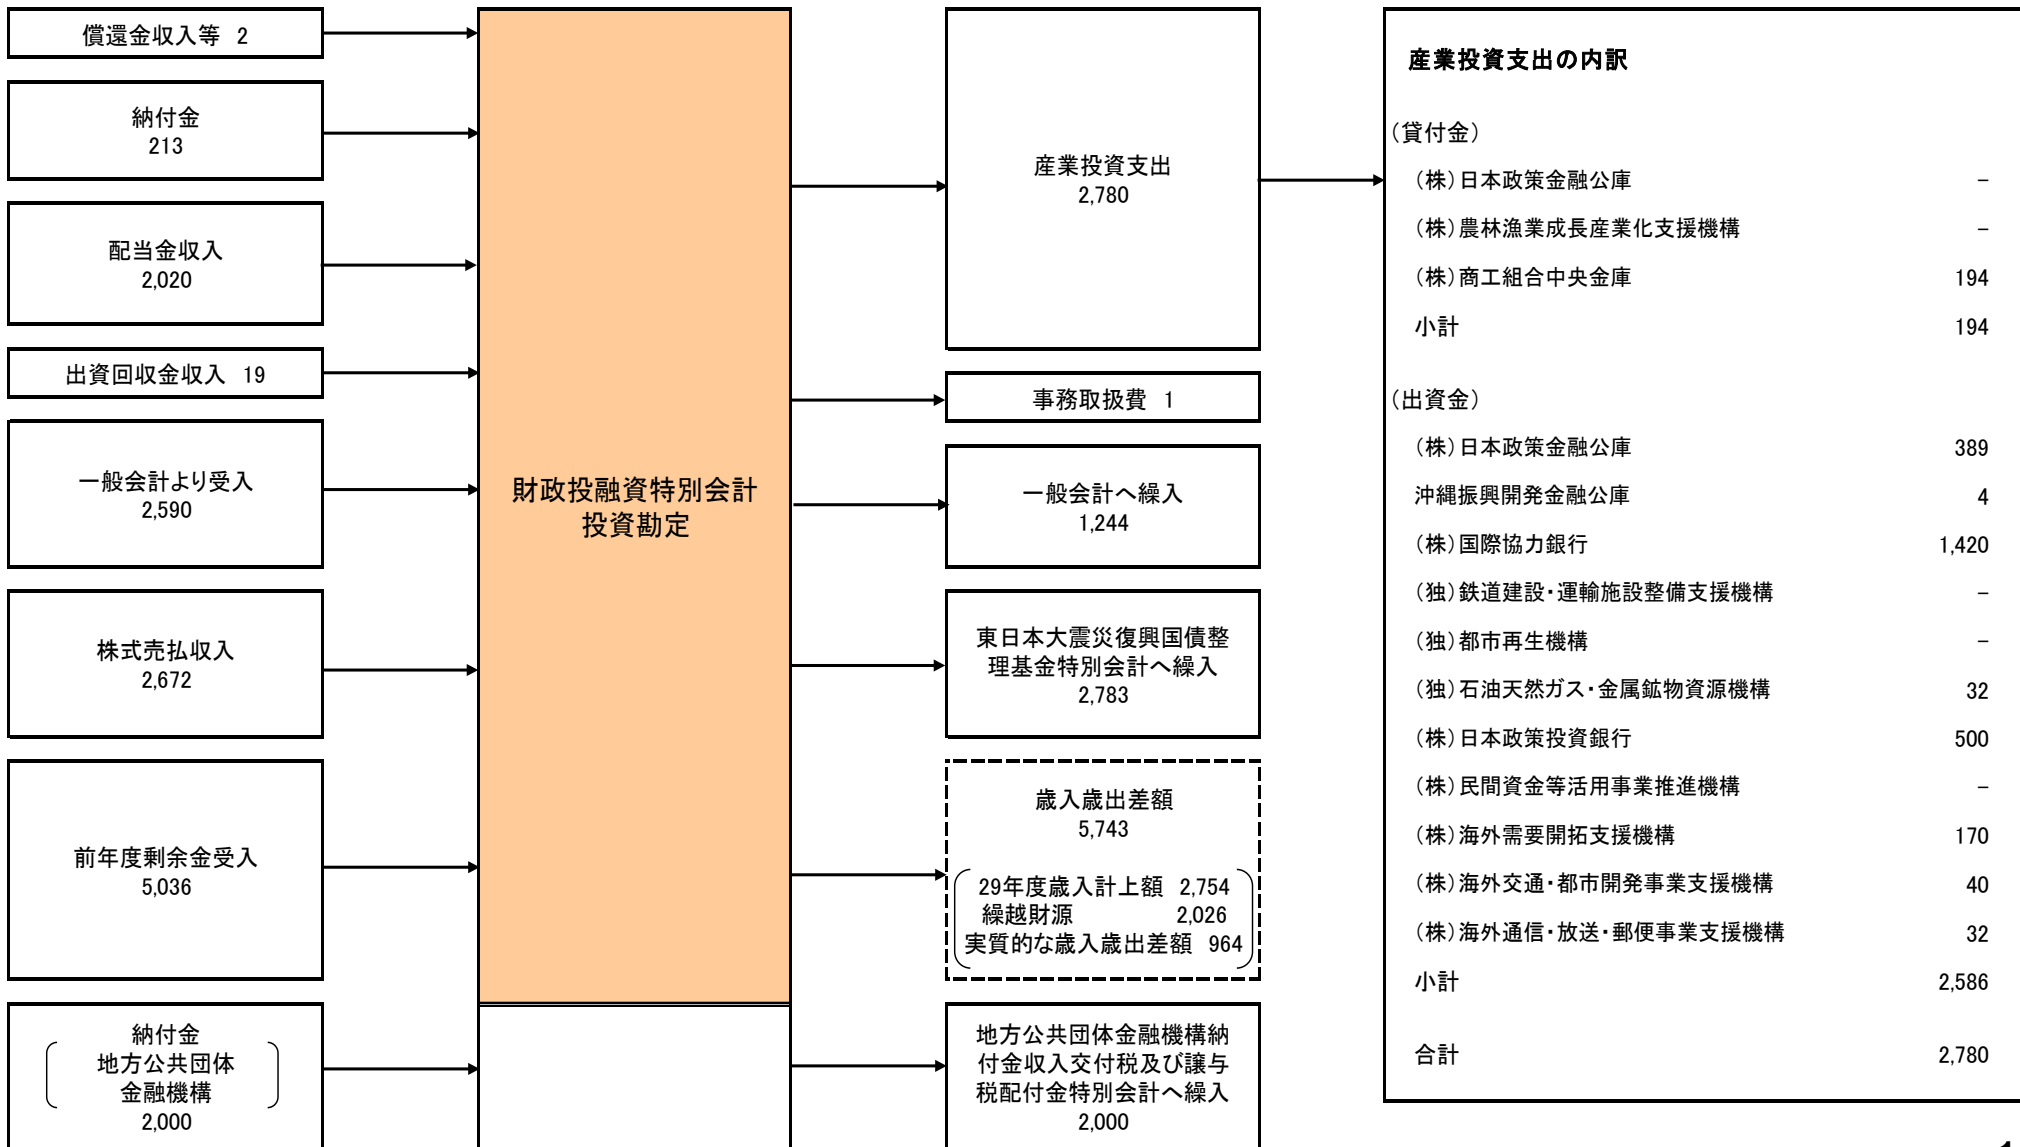 償還金収入等 2
納付金
213
配当金収入
2,020
出資回収金収入 19
一般会計より受入
2,590
株式売払収入
2,672
前年度剰余金受入
5,036
納付金
地方公共団体
金融機構
2,000
財政投融資特別会計
投資勘定
産業投資支出
2,780
事務取扱費 1
一般会計へ繰入
1,244
東日本大震災復興国債整
理基金特別会計へ繰入
2,783
歳入歳出差額
5,743
29年度歳入計上額 2,754
繰越財源 2,026
実質的な歳入歳出差額 964
地方公共団体金融機構納
付金収入交付税及び譲与
税配付金特別会計へ繰入
2,000
産業投資支出の内訳
（貸付金）
（株）日本政策金融公庫 －
（株）農林漁業成長産業化支援機構 －
（株）商工組合中央金庫 194
小計 194
（出資金）
（株）日本政策金融公庫 389
沖縄振興開発金融公庫 4
（株）国際協力銀行 1,420
（独）鉄道建設・運輸施設整備支援機構 －
（独）都市再生機構 －
（独）石油天然ガス・金属鉱物資源機構 32
（株）日本政策投資銀行 500
（株）民間資金等活用事業推進機構 －
（株）海外需要開拓支援機構 170
（株）海外交通・都市開発事業支援機構 40
（株）海外通信・放送・郵便事業支援機構 32
小計 2,586
合計 2,780